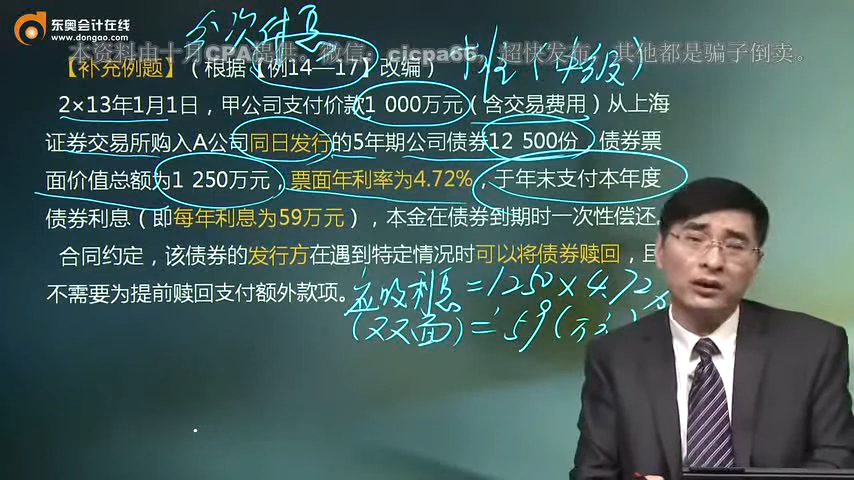 东奥会计在线
www.dongao.com
分次付息
本资料由十月CPA提供。微信：cicpa66，超快发布，其他都是骗子倒卖。
【补充例题】（根据【例14—17】改编）
2×13年1月1日，甲公司支付价款1 000万元（含交易费用）从上海
证券交易所购入A公司同日发行的5年期公司债券12 500份，债券票
面价值总额为1 250万元，票面年利率为4.72%，于年末支付本年度
债券利息（即每年利息为59万元），本金在债券到期时一次性偿还。
合同约定，该债券的发行方在遇到特定情况时可以将债券赎回，且
不需要为提前赎回支付额外款项。
应收利息=1250×4.72%
(双双面)=59(万元)